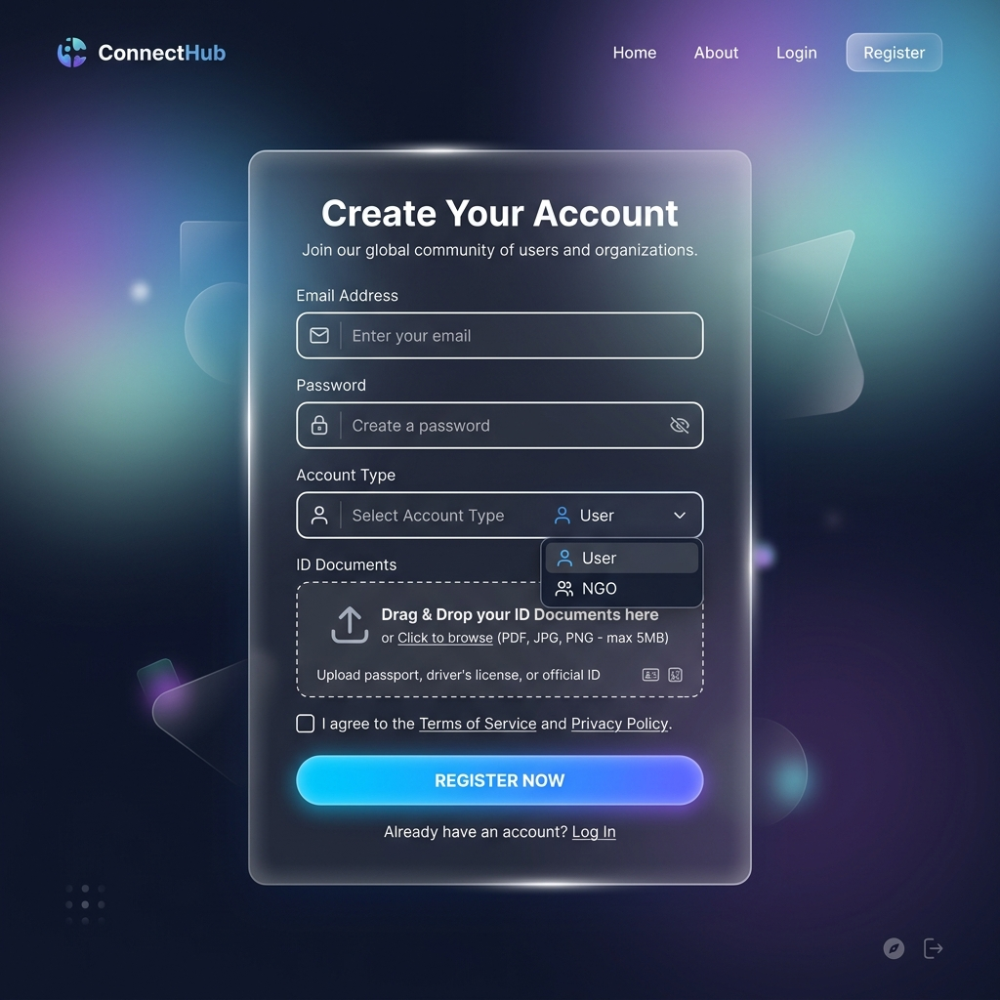 ConnectHub
Home About Login Register
Create Your Account
Join our global community of users and organizations.
Email Address
Enter your email
Password
Create a password
Account Type
Select Account Type User
User
NGO
ID Documents
Drag & Drop your ID Documents here
or Click to browse (PDF, JPG, PNG - max 5MB)
Upload passport, driver's license, or official ID
I agree to the Terms of Service and Privacy Policy.
REGISTER NOW
Already have an account? Log In